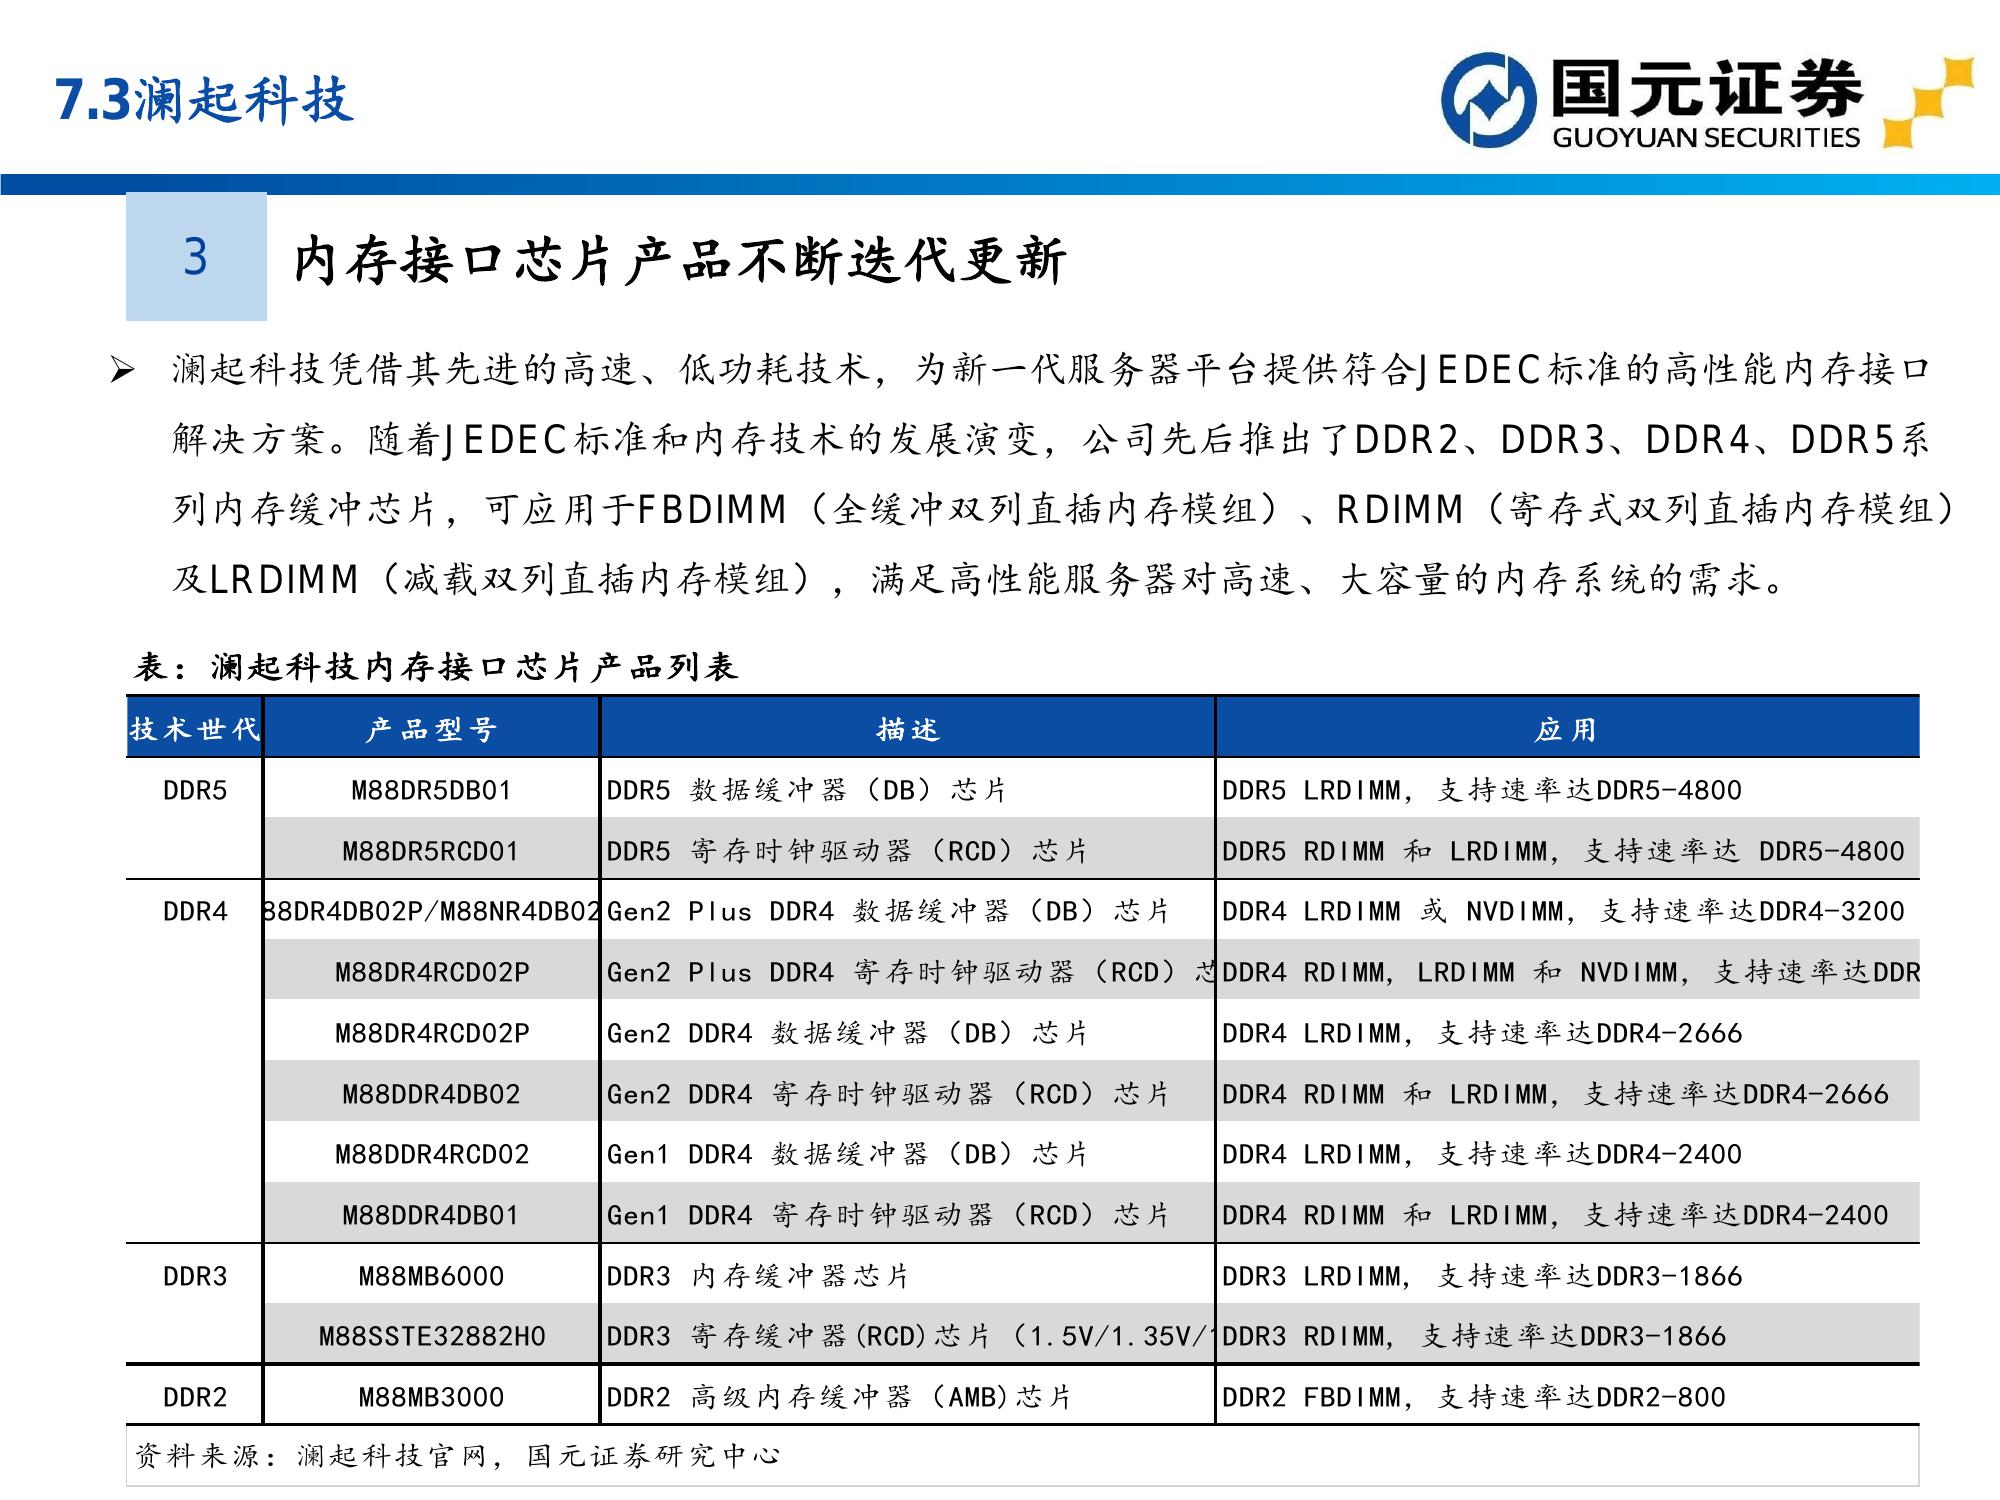 7.3澜起科技
国元证券
GUOYUAN SECURITIES
3
内存接口芯片产品不断迭代更新
➢ 澜起科技凭借其先进的高速、低功耗技术，为新一代服务器平台提供符合JEDEC标准的高性能内存接口
解决方案。随着JEDEC标准和内存技术的发展演变，公司先后推出了DDR2、DDR3、DDR4、DDR5系
列内存缓冲芯片，可应用于FBDIMM（全缓冲双列直插内存模组）、RDIMM（寄存式双列直插内存模组）
及LRDIMM（减载双列直插内存模组），满足高性能服务器对高速、大容量的内存系统的需求。
表：澜起科技内存接口芯片产品列表
技术世代 产品型号 描述 应用
DDR5 M88DR5DB01 DDR5 数据缓冲器（DB）芯片 DDR5 LRDIMM，支持速率达DDR5-4800
M88DR5RCD01 DDR5 寄存时钟驱动器（RCD）芯片 DDR5 RDIMM 和 LRDIMM，支持速率达 DDR5-4800
DDR4 88DR4DB02P/M88NR4DB02 Gen2 Plus DDR4 数据缓冲器（DB）芯片 DDR4 LRDIMM 或 NVDIMM，支持速率达DDR4-3200
M88DR4RCD02P Gen2 Plus DDR4 寄存时钟驱动器（RCD）芯 DDR4 RDIMM, LRDIMM 和 NVDIMM，支持速率达DDR
M88DR4RCD02P Gen2 DDR4 数据缓冲器（DB）芯片 DDR4 LRDIMM，支持速率达DDR4-2666
M88DDR4DB02 Gen2 DDR4 寄存时钟驱动器（RCD）芯片 DDR4 RDIMM 和 LRDIMM，支持速率达DDR4-2666
M88DDR4RCD02 Gen1 DDR4 数据缓冲器（DB）芯片 DDR4 LRDIMM，支持速率达DDR4-2400
M88DDR4DB01 Gen1 DDR4 寄存时钟驱动器（RCD）芯片 DDR4 RDIMM 和 LRDIMM，支持速率达DDR4-2400
DDR3 M88MB6000 DDR3 内存缓冲器芯片 DDR3 LRDIMM，支持速率达DDR3-1866
M88SSTE32882H0 DDR3 寄存缓冲器(RCD)芯片（1.5V/1.35V/ DDR3 RDIMM，支持速率达DDR3-1866
DDR2 M88MB3000 DDR2 高级内存缓冲器（AMB)芯片 DDR2 FBDIMM，支持速率达DDR2-800
资料来源：澜起科技官网，国元证券研究中心